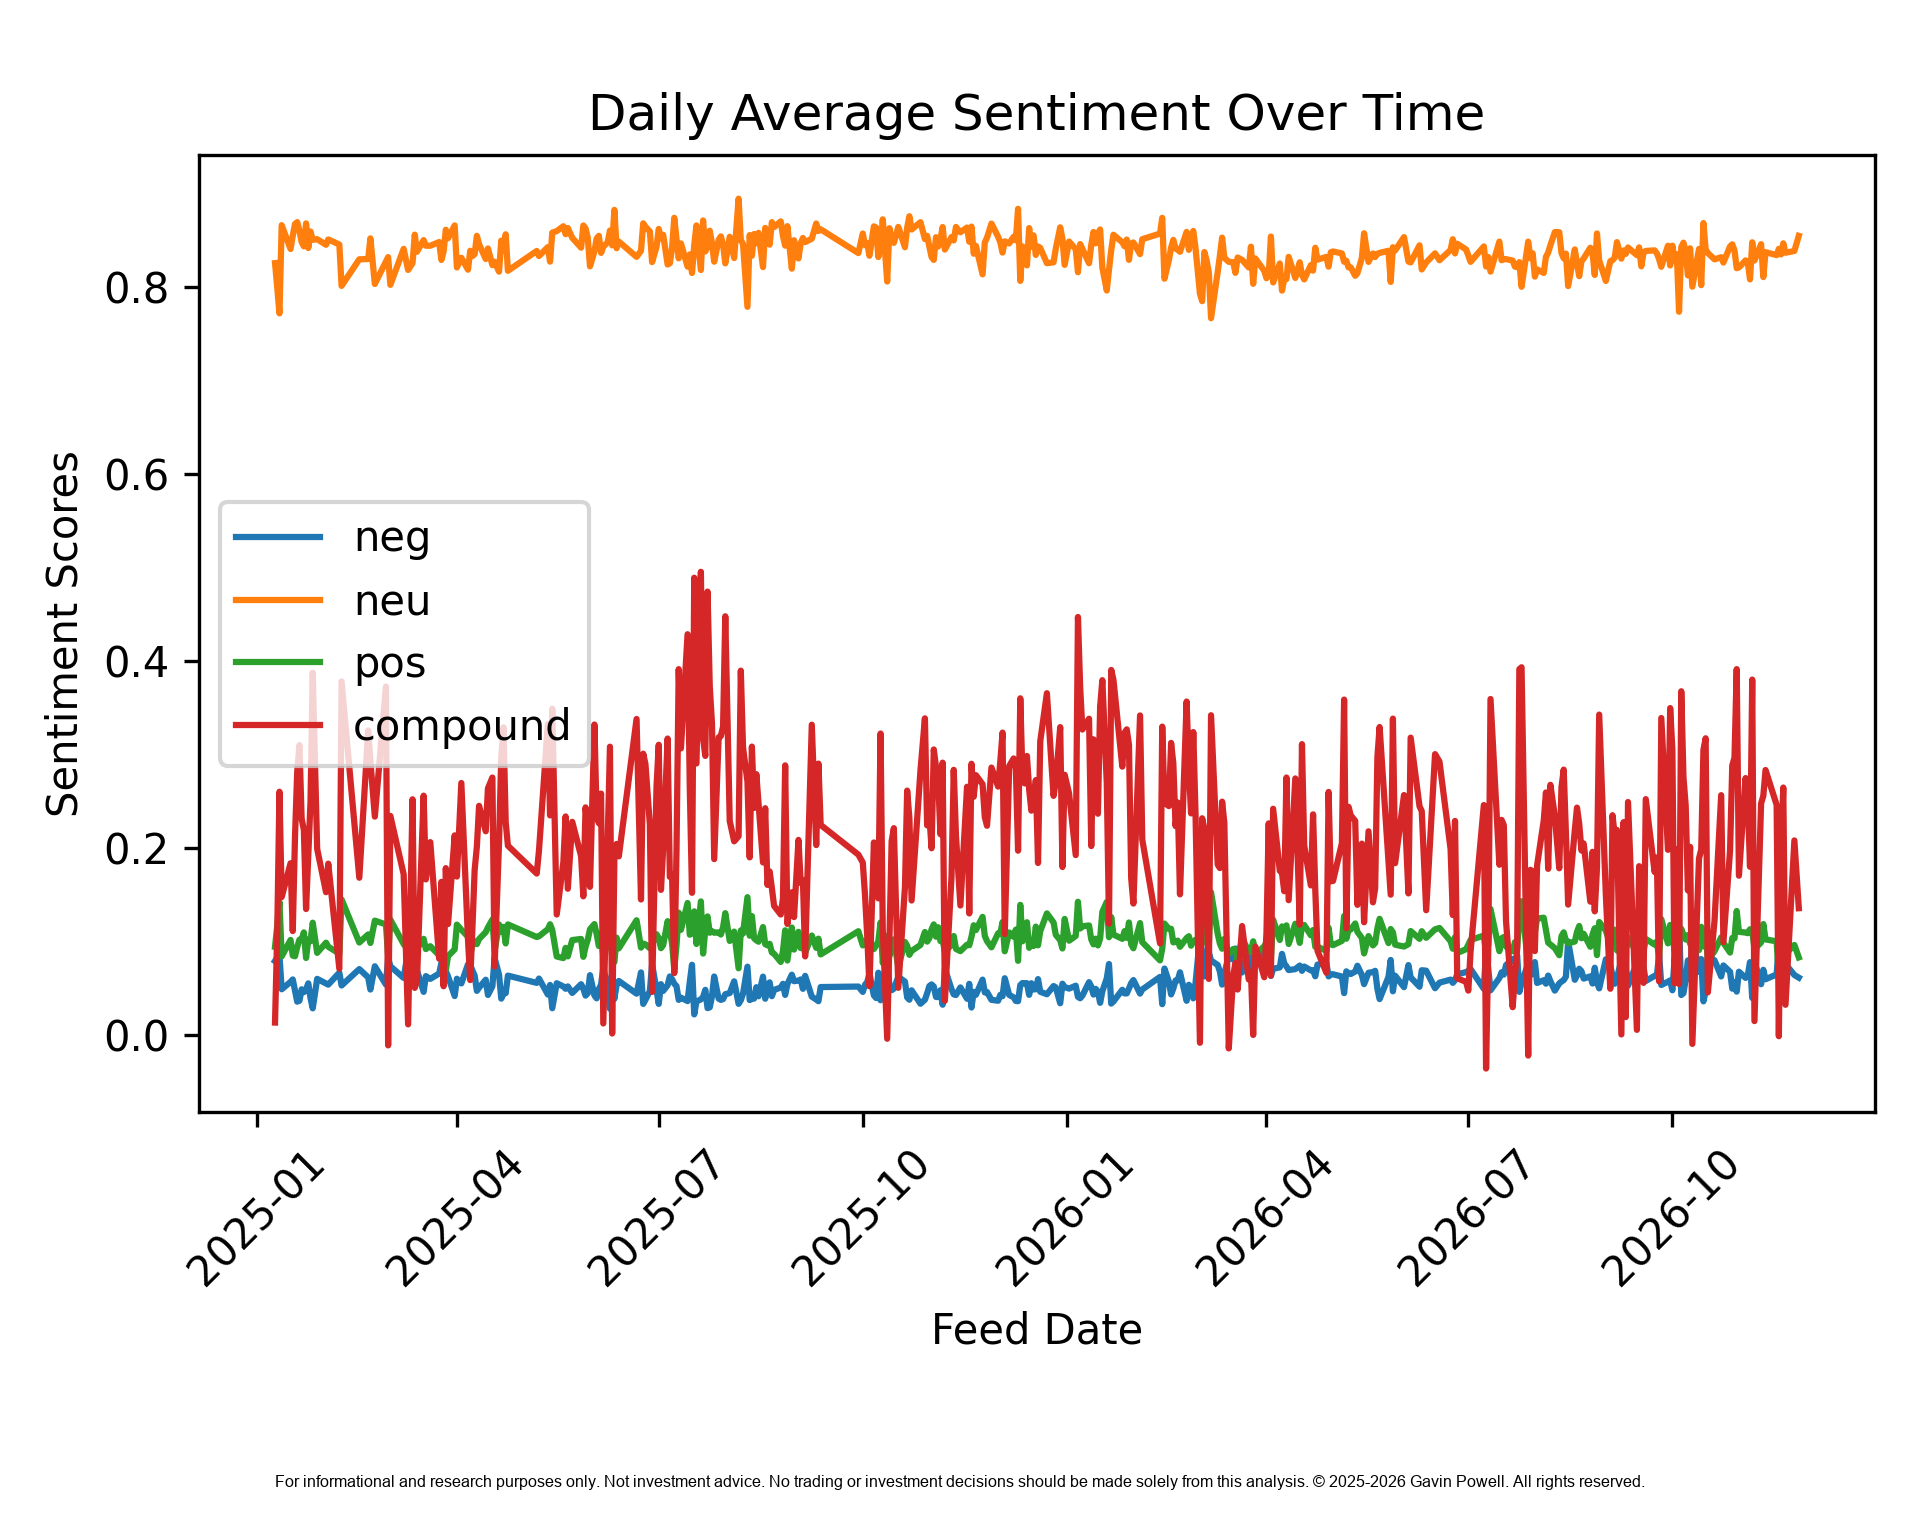 Daily Average Sentiment Over Time
Sentiment Scores
0.8
0.6
0.4
0.2
0.0
neg
neu
pos
compound
2025-01
2025-04
2025-07
2025-10
2026-01
2026-04
2026-07
2026-10
Feed Date
For informational and research purposes only. Not investment advice. No trading or investment decisions should be made solely from this analysis. © 2025-2026 Gavin Powell. All rights reserved.